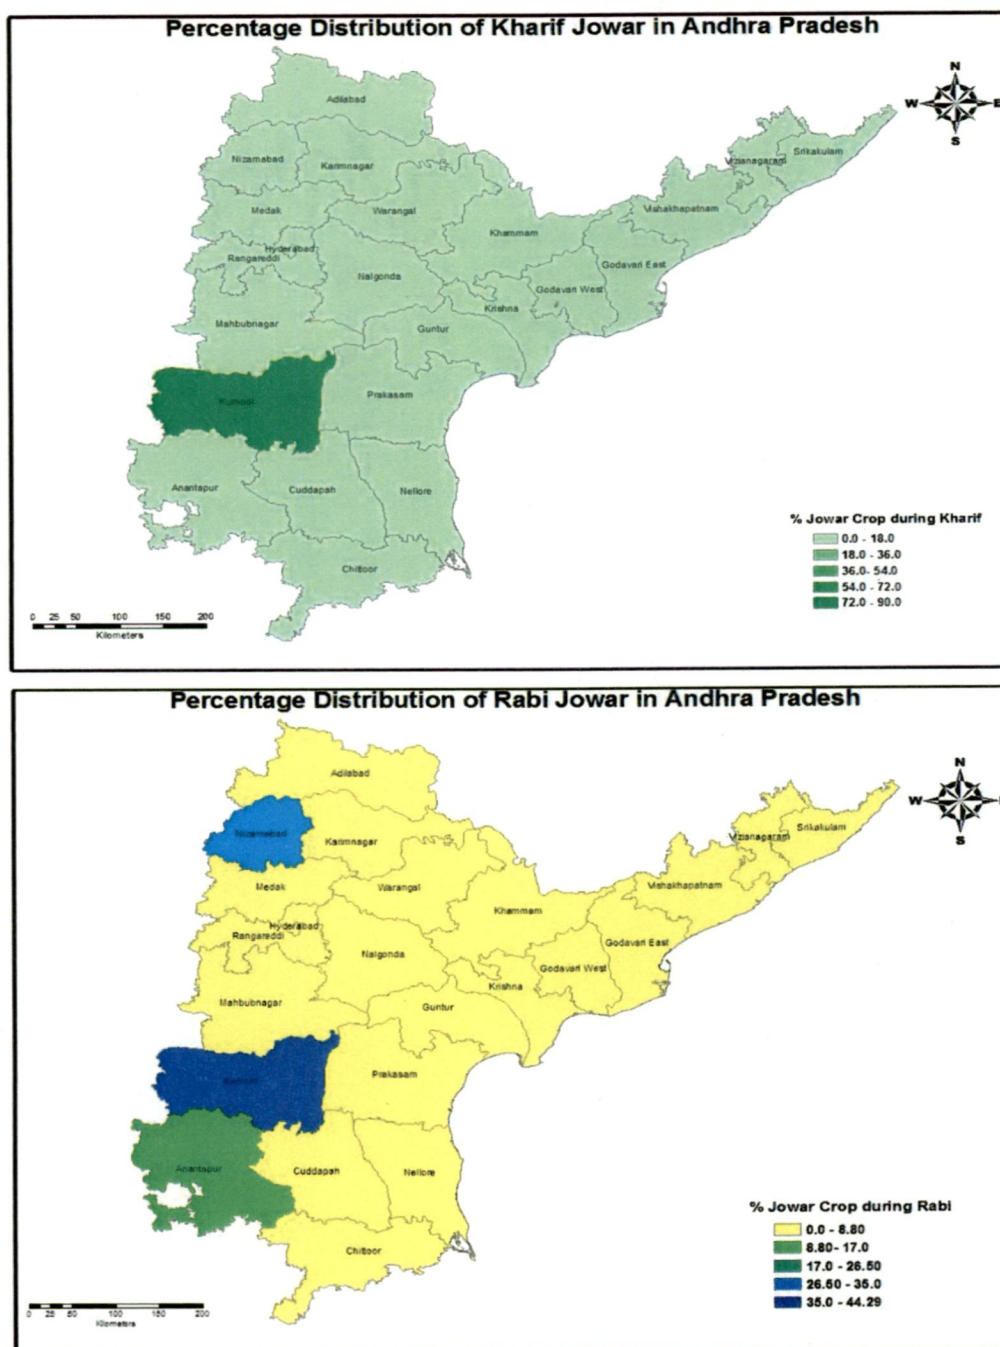 Percentage Distribution of Kharif Jowar in Andhra Pradesh
N
W
E
S
Adilabad
Nizamabad
Karimnagar
Medak
Warangal
Hyderabad
Rangareddi
Khammam
Vizianagaram
Srikakulam
Vishakhapatnam
Nalgonda
Godavari East
Godavari West
Krishna
Mahbubnagar
Guntur
Kurnool
Prakasam
Anantapur
Cuddapah
Nellore
Chittoor
% Jowar Crop during Kharif
0.0 - 18.0
18.0 - 36.0
36.0- 54.0
54.0 - 72.0
72.0 - 90.0
0 25 50 100 150 200
Kilometers
Percentage Distribution of Rabi Jowar in Andhra Pradesh
N
W
S
Adilabad
Nizamabad
Karimnagar
Medak
Warangal
Hyderabad
Rangareddi
Khammam
Vizianagaram
Srikakulam
Vishakhapatnam
Nalgonda
Godavari East
Godavari West
Krishna
Mahbubnagar
Guntur
Kurnool
Prakasam
Anantapur
Cuddapah
Nellore
Chittoor
% Jowar Crop during Rabi
0.0 - 8.80
8.80- 17.0
17.0 - 26.50
26.50 - 35.0
35.0 - 44.29
0 25 50 100 150 200
Kilometers